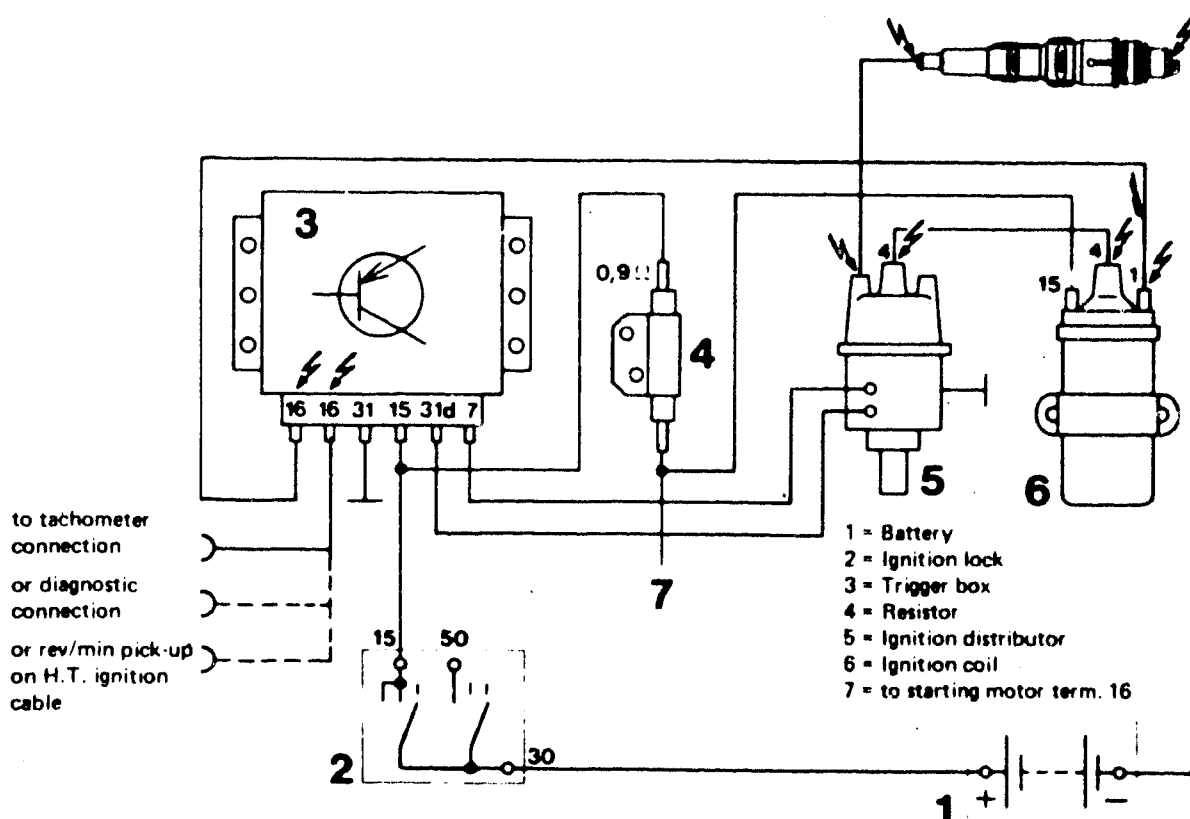 3
0,9 Ω
4
4
4
15
1
16 16 31 15 31d 7
5
6
to tachometer
connection
or diagnostic
connection
or rev/min pick-up
on H.T. ignition
cable
7
1 = Battery
2 = Ignition lock
3 = Trigger box
4 = Resistor
5 = Ignition distributor
6 = Ignition coil
7 = to starting motor term. 16
15 50
2
30
1
+ −